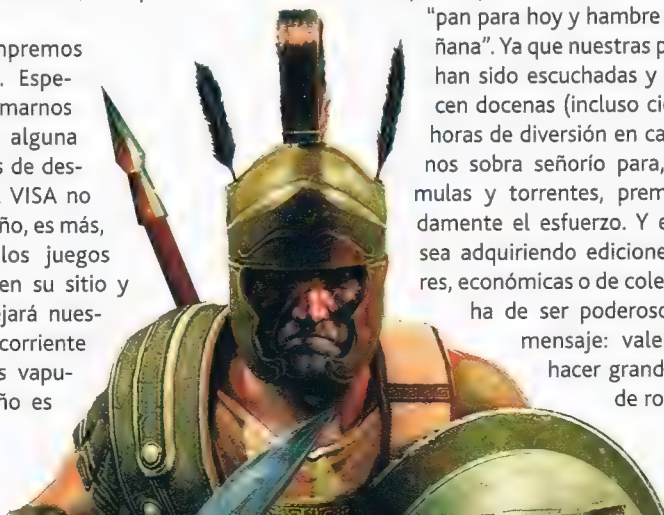 mpremos
. Espe-
marnos
alguna
s de des-
VISA no
ño, es más,
los juegos
en su sitio y
jará nues-
corriente
s vapu-
ño es
"pan para hoy y hambre
ñana". Ya que nuestras p
han sido escuchadas y
cen docenas (incluso cie
horas de diversión en ca
nos sobra señorío para,
mulas y torrentes, prem
damente el esfuerzo. Y e
sea adquiriendo edicione
res, económicas o de cole
ha de ser poderoso
mensaje: vale
hacer grand
de ro